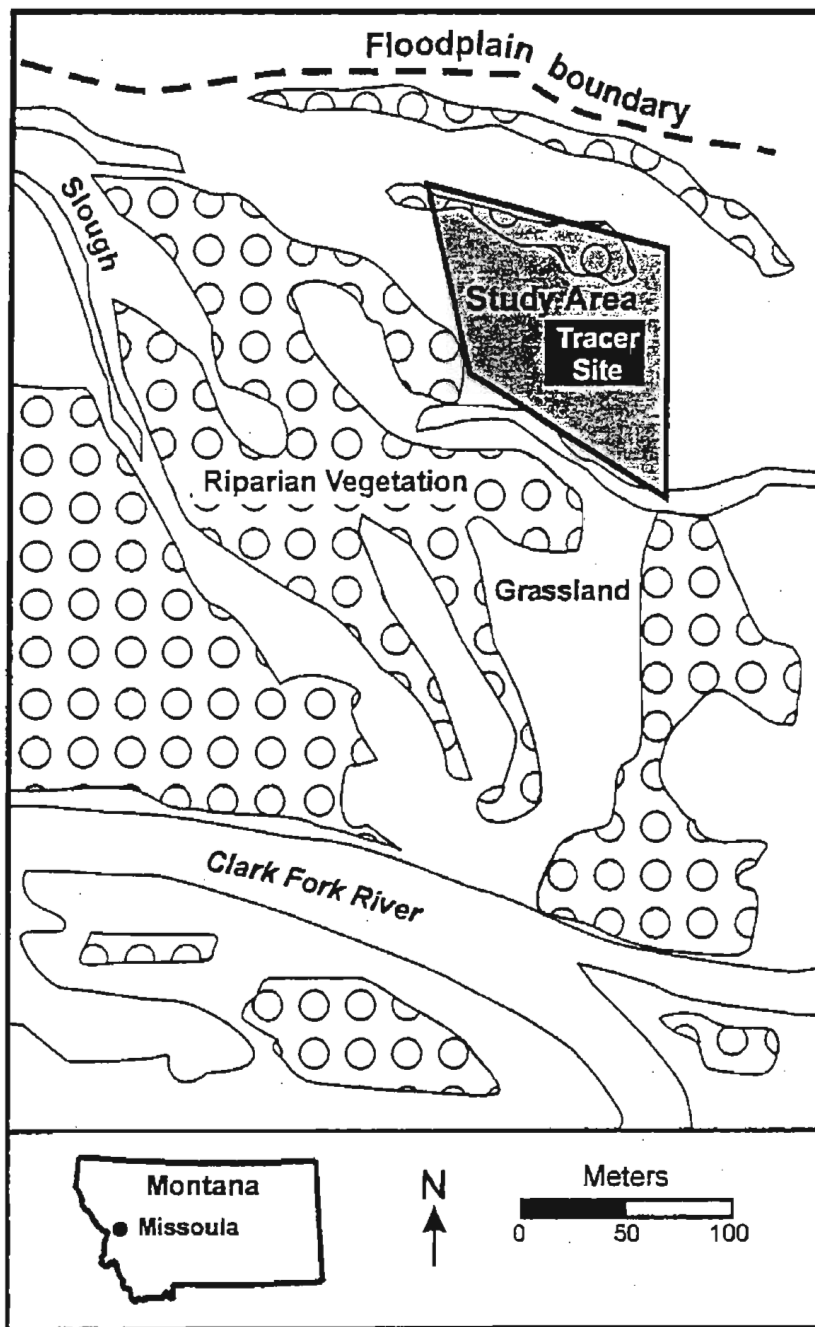 Floodplain boundary
Slough
Study Area
Tracer
Site
Riparian Vegetation
Grassland
Clark Fork River
Montana
Missoula
N
Meters
0 50 100